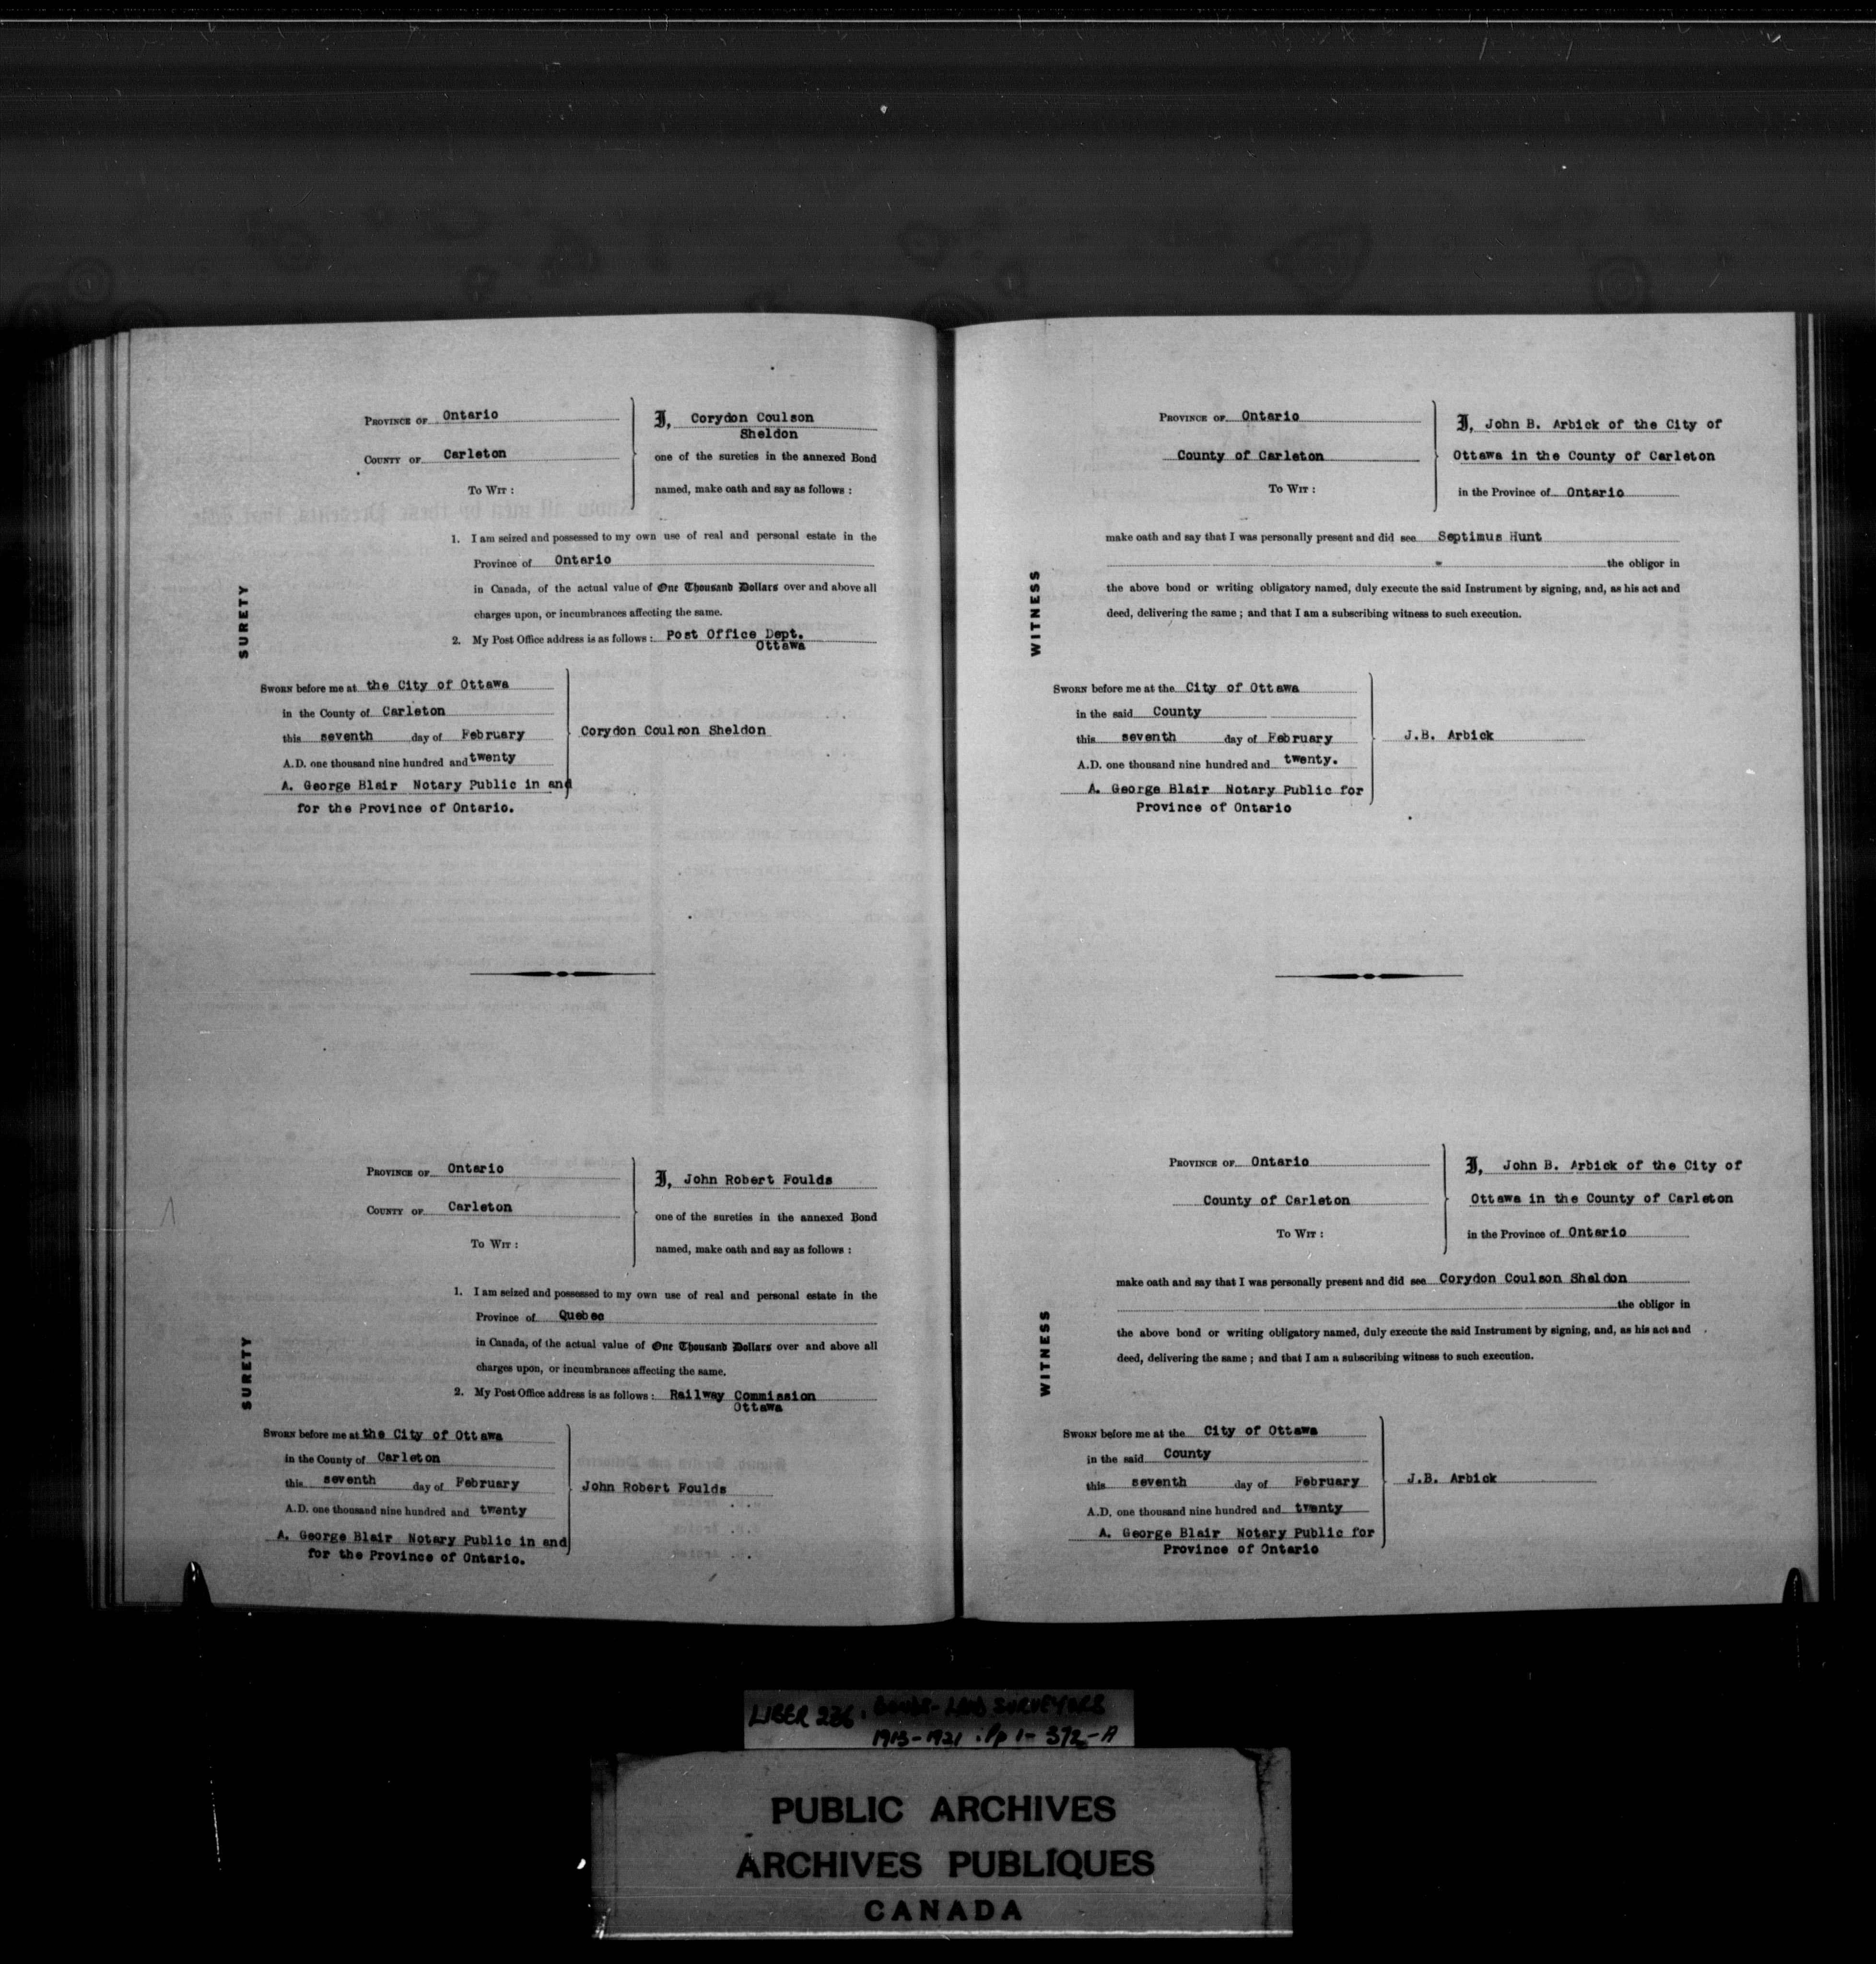 PROVINCE OF Ontario
COUNTY OF Carleton
TO WIT :
I, Corydon Coulson
Sheldon
one of the sureties in the annexed Bond
named, make oath and say as follows :
SURETY
1. I am seized and possessed to my own use of real and personal estate in the
Province of Ontario
in Canada, of the actual value of One Thousand Dollars over and above all
charges upon, or incumbrances affecting the same.
2. My Post Office address is as follows : Post Office Dept.
Ottawa
SWORN before me at the City of Ottawa
in the County of Carleton
this seventh day of February
A.D. one thousand nine hundred and twenty
A. George Blair Notary Public in and
for the Province of Ontario.
Corydon Coulson Sheldon
PROVINCE OF Ontario
COUNTY OF Carleton
TO WIT :
I, John Robert Foulds
one of the sureties in the annexed Bond
named, make oath and say as follows :
SURETY
1. I am seized and possessed to my own use of real and personal estate in the
Province of Quebec
in Canada, of the actual value of One Thousand Dollars over and above all
charges upon, or incumbrances affecting the same.
2. My Post Office address is as follows : Railway Commission
Ottawa
SWORN before me at the City of Ottawa
in the County of Carleton
this seventh day of February
A.D. one thousand nine hundred and twenty
A. George Blair Notary Public in and
for the Province of Ontario.
John Robert Foulds
PROVINCE OF Ontario
County of Carleton
TO WIT :
I, John B. Arbick of the City of
Ottawa in the County of Carleton
in the Province of Ontario
WITNESS
make oath and say that I was personally present and did see Septimus Hunt
the obligor in
the above bond or writing obligatory named, duly execute the said Instrument by signing, and, as his act and
deed, delivering the same ; and that I am a subscribing witness to such execution.
SWORN before me at the City of Ottawa
in the said County
this seventh day of February
A.D. one thousand nine hundred and twenty.
A. George Blair Notary Public for
Province of Ontario
J.B. Arbick
PROVINCE OF Ontario
County of Carleton
TO WIT :
I, John B. Arbick of the City of
Ottawa in the County of Carleton
in the Province of Ontario
WITNESS
make oath and say that I was personally present and did see Corydon Coulson Sheldon
the obligor in
the above bond or writing obligatory named, duly execute the said Instrument by signing, and, as his act and
deed, delivering the same ; and that I am a subscribing witness to such execution.
SWORN before me at the City of Ottawa
in the said County
this seventh day of February
A.D. one thousand nine hundred and twenty
A. George Blair Notary Public for
Province of Ontario
J.B. Arbick
LIBER 236 : BONDS - LAND SURVEYORS
1913-1921 : Pp 1-372-A
PUBLIC ARCHIVES
ARCHIVES PUBLIQUES
CANADA